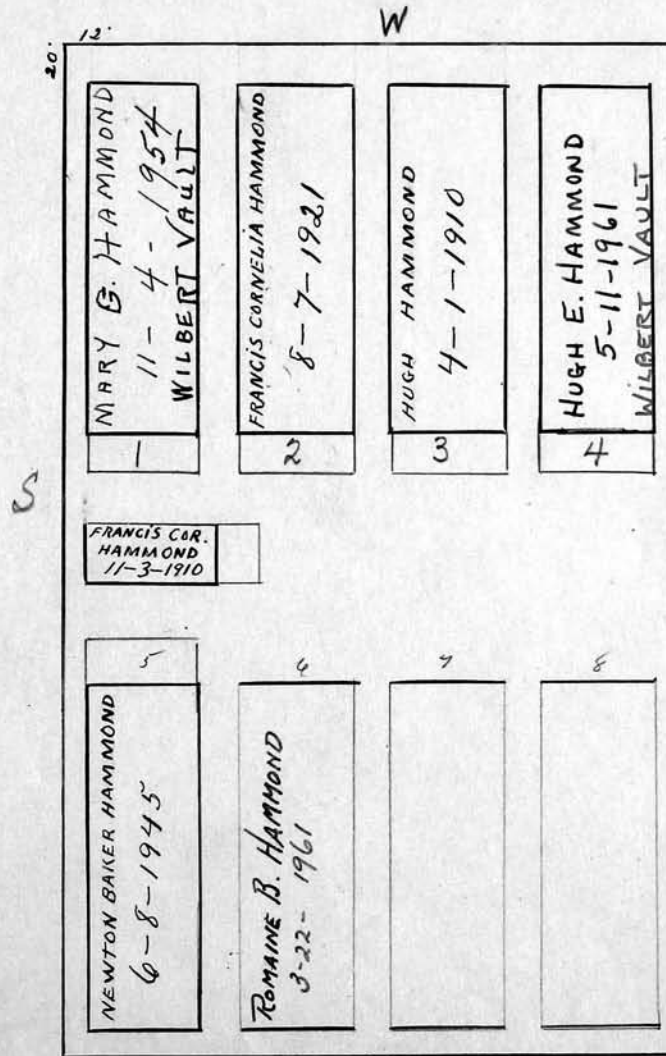 W
12'
20'
S
MARY G. HAMMOND
11-4-1954
WILBERT VAULT
1
FRANCIS CORNELIA HAMMOND
8-7-1921
2
HUGH HAMMOND
4-1-1910
3
HUGH E. HAMMOND
5-11-1961
WILBERT VAULT
4
FRANCIS COR.
HAMMOND
11-3-1910
5
NEWTON BAKER HAMMOND
6-8-1945
6
ROMAINE B. HAMMOND
3-22-1961
7
8